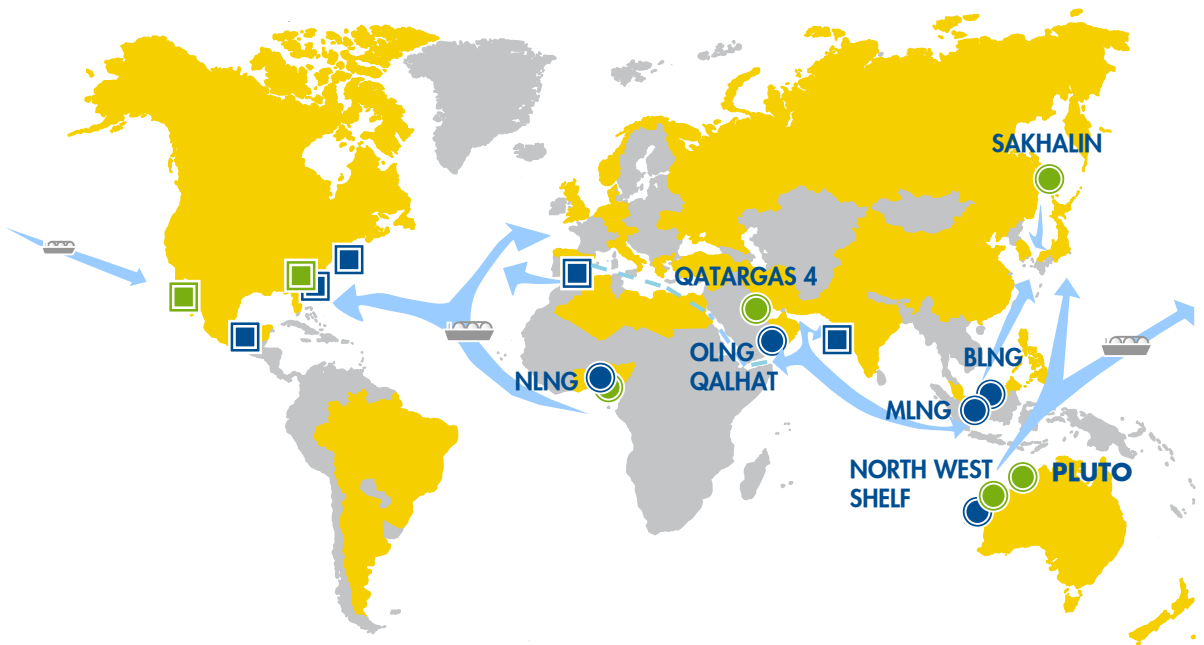 SAKHALIN
QATARGAS 4
OLNG
QALHAT
BLNG
NLNG
MLNG
NORTH WEST
SHELF
PLUTO